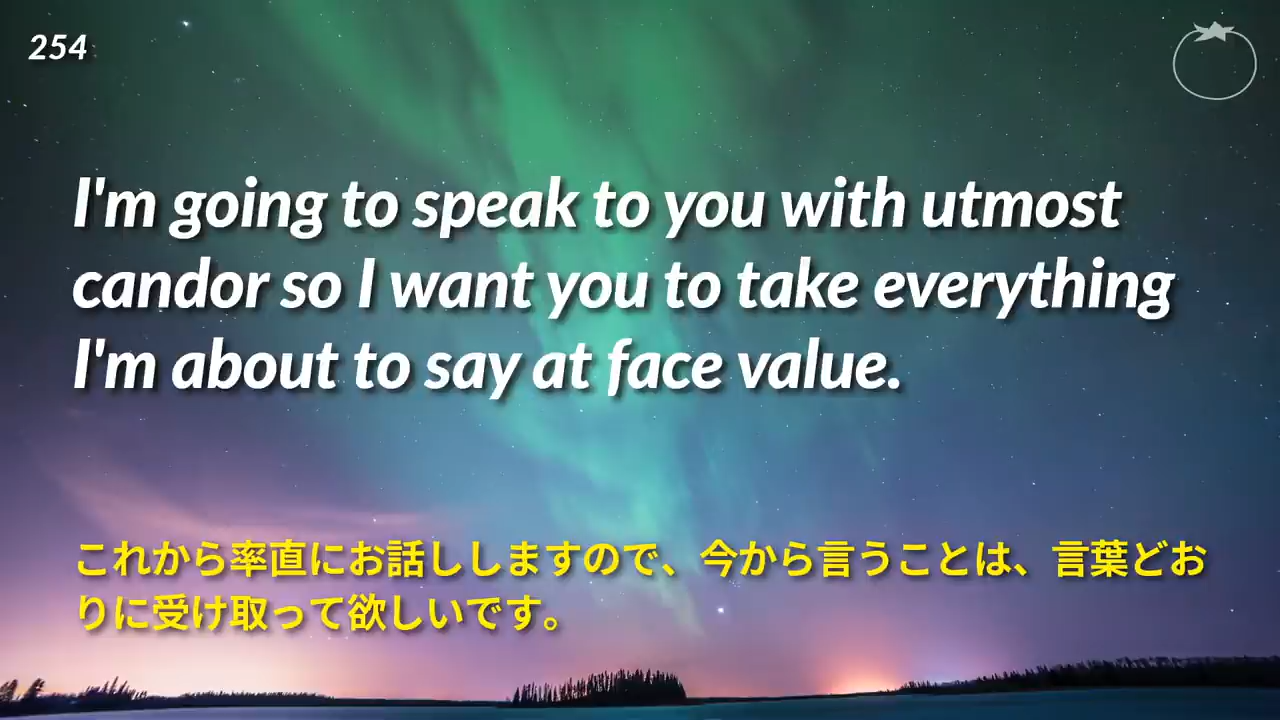 254
I'm going to speak to you with utmost
candor so I want you to take everything
I'm about to say at face value.
これから率直にお話ししますので、今から言うことは、言葉どお
りに受け取って欲しいです。